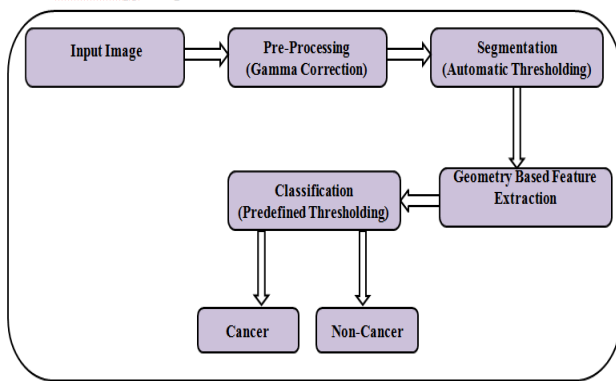 Input Image
Pre-Processing
(Gamma Correction)
Segmentation
(Automatic Thresholding)
Geometry Based Feature
Extraction
Classification
(Predefined Thresholding)
Cancer
Non-Cancer